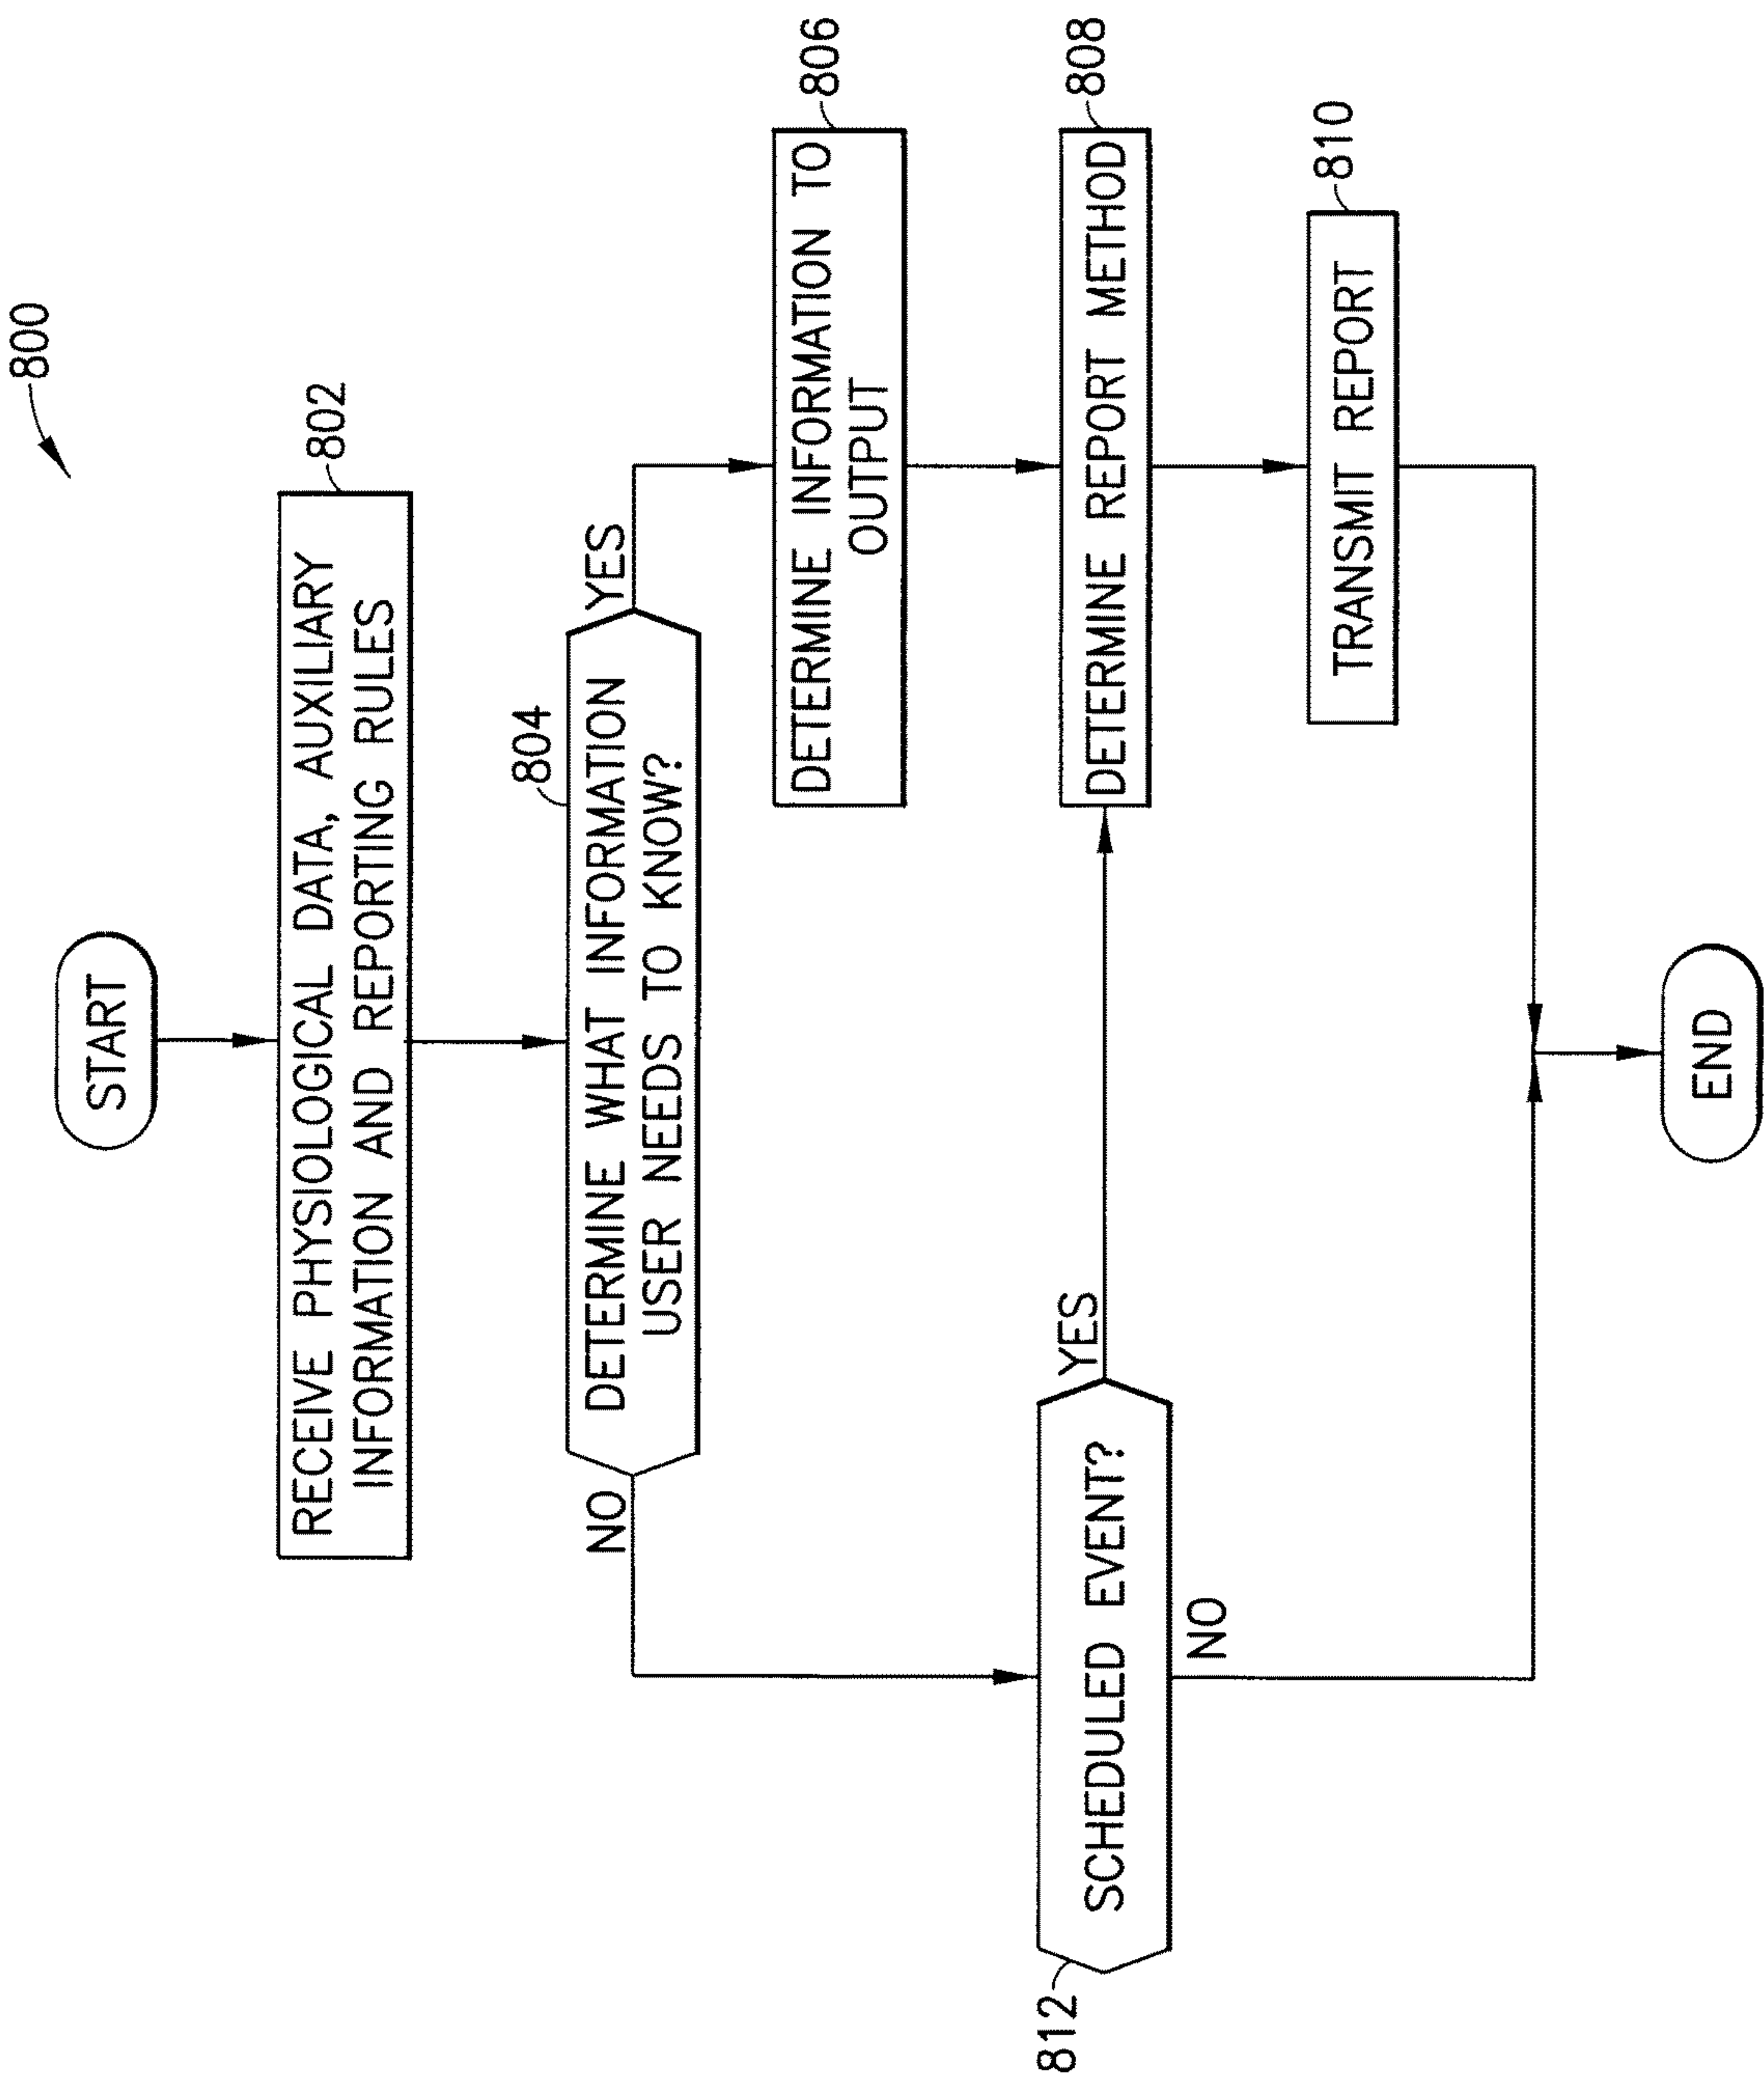 800
START
802
RECEIVE PHYSIOLOGICAL DATA, AUXILIARY
INFORMATION AND REPORTING RULES
804
DETERMINE WHAT INFORMATION
USER NEEDS TO KNOW?
NO
YES
806
DETERMINE INFORMATION TO
OUTPUT
812
SCHEDULED EVENT?
YES
NO
808
DETERMINE REPORT METHOD
810
TRANSMIT REPORT
END